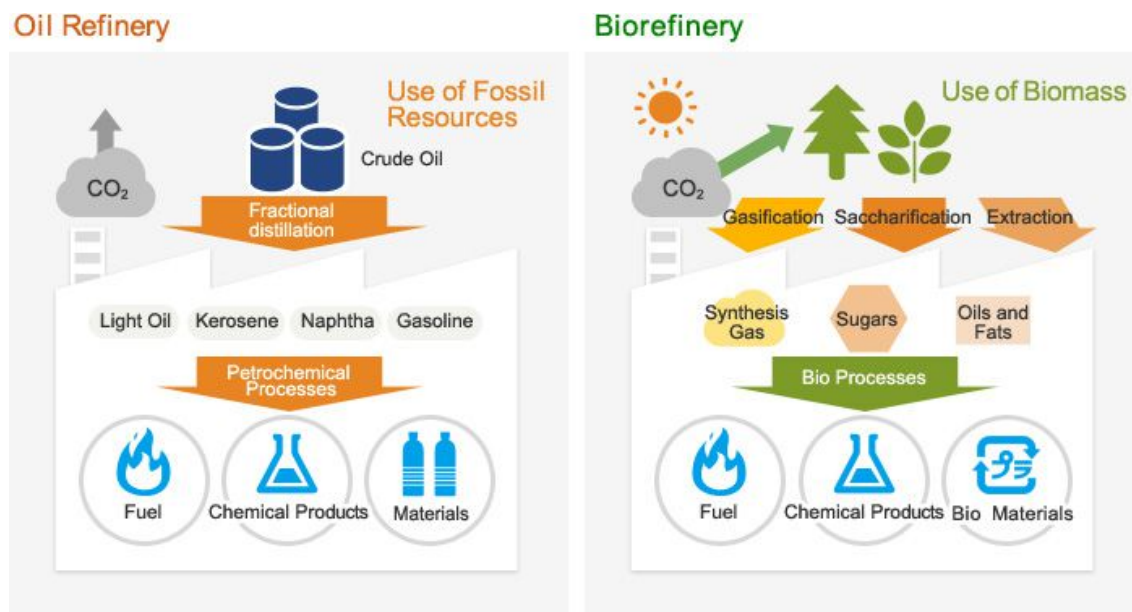 Oil Refinery
Use of Fossil
Resources
CO₂
Crude Oil
Fractional
distillation
Light Oil
Kerosene
Naphtha
Gasoline
Petrochemical
Processes
Fuel
Chemical Products
Materials
Biorefinery
Use of Biomass
CO₂
Gasification
Saccharification
Extraction
Synthesis
Gas
Sugars
Oils and
Fats
Bio Processes
プラ
Fuel
Chemical Products
Bio Materials